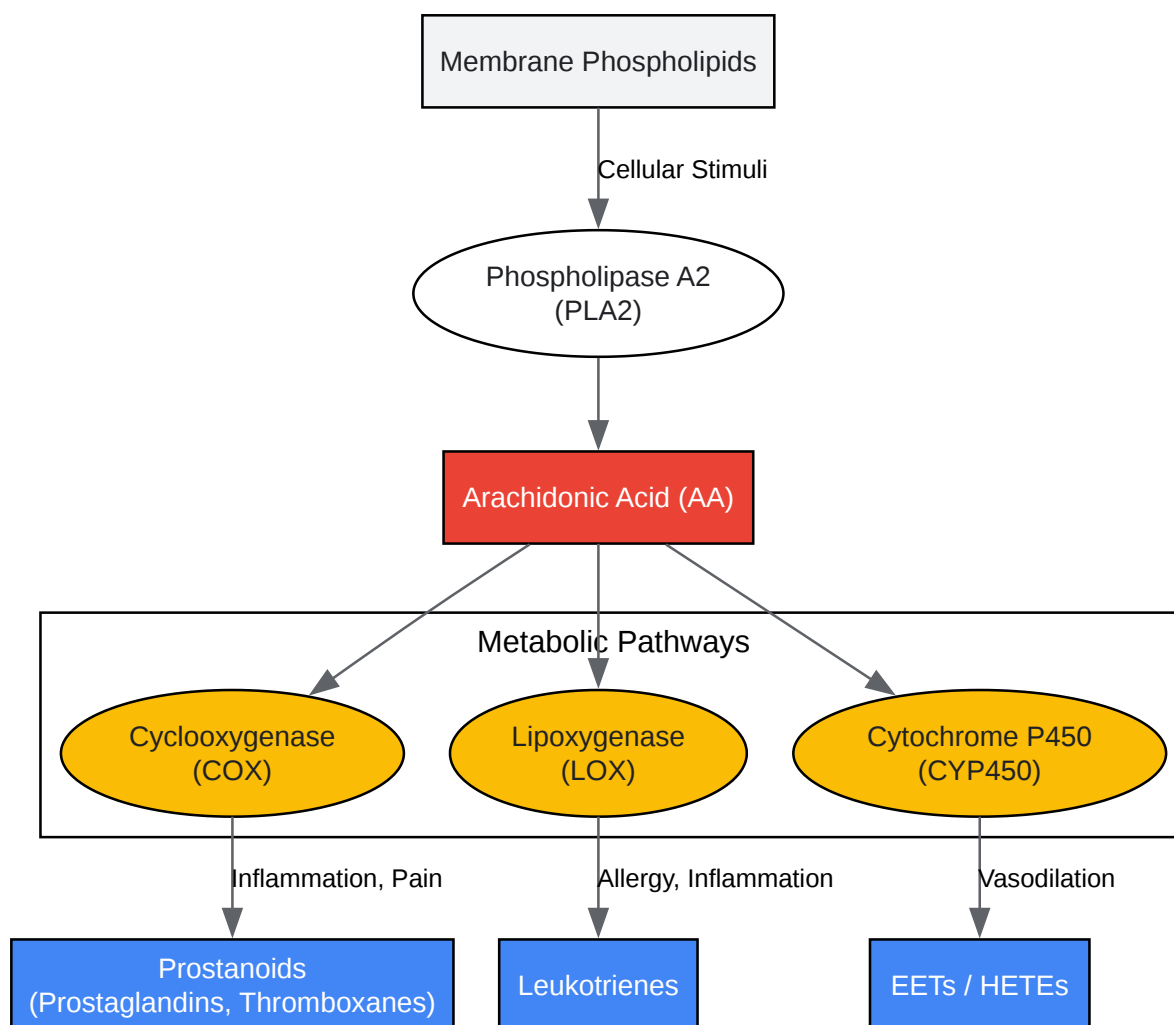 Membrane Phospholipids
Cellular Stimuli
Phospholipase A2
(PLA2)
Arachidonic Acid (AA)
Metabolic Pathways
Cyclooxygenase
(COX)
Lipoxygenase
(LOX)
Cytochrome P450
(CYP450)
Inflammation, Pain
Allergy, Inflammation
Vasodilation
Prostanoids
(Prostaglandins, Thromboxanes)
Leukotrienes
EETs / HETEs